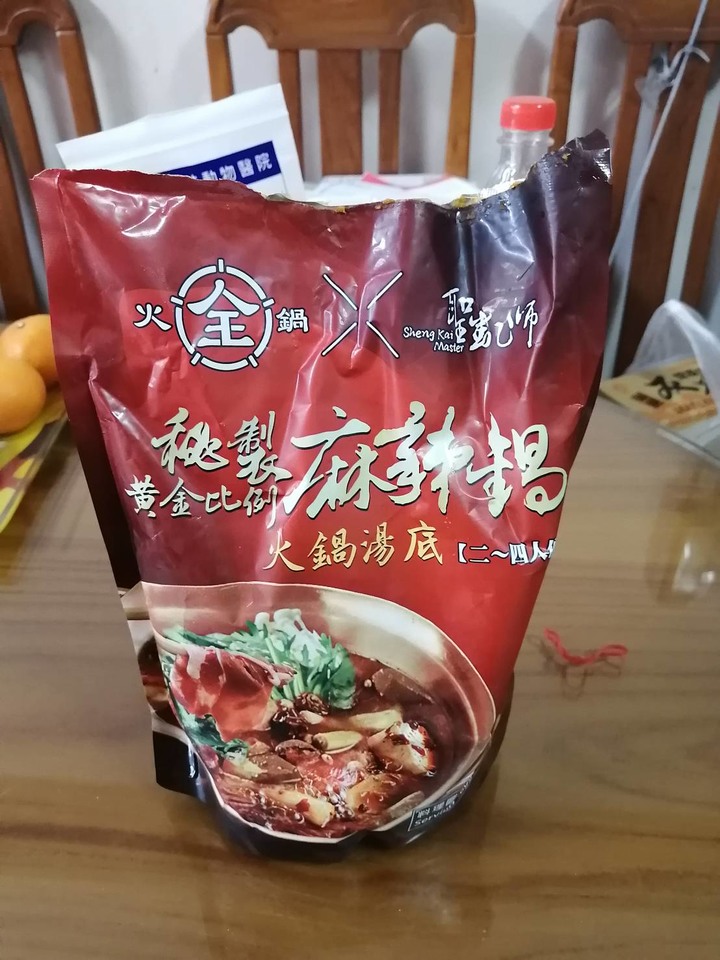 動物醫院
火全鍋
聖凱師
Sheng Kai
Master
秘製
黃金比例
麻辣鍋
火鍋湯底
【二~四人